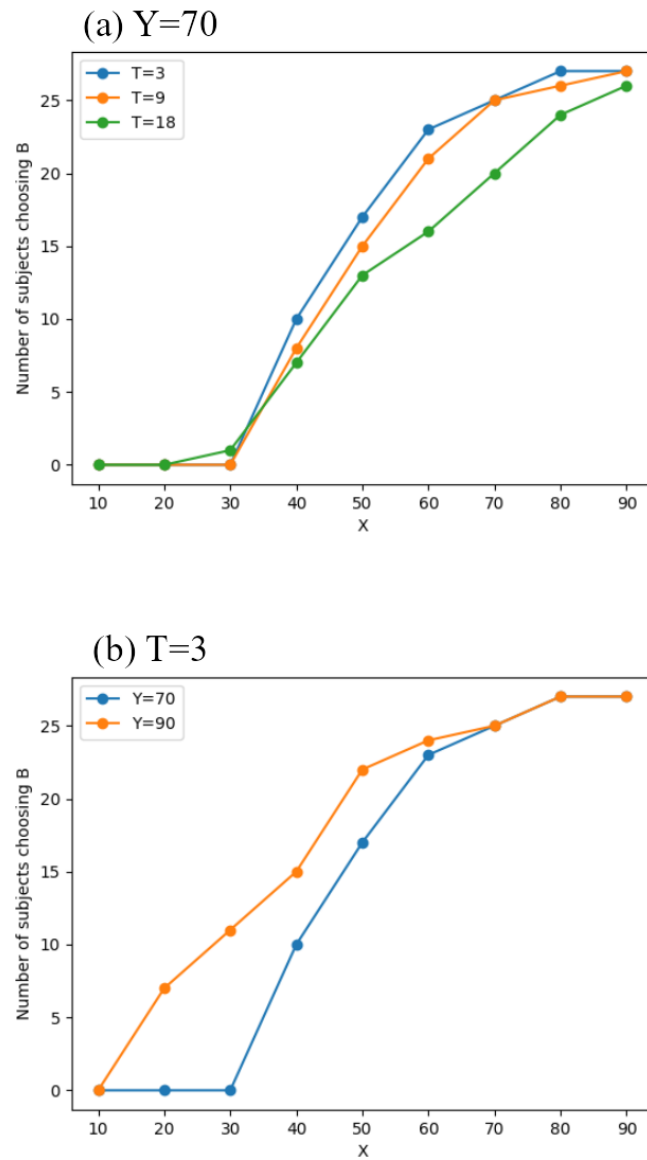 (a) Y=70
T=3
T=9
T=18
Number of subjects choosing B
25
20
15
10
5
0
10 20 30 40 50 60 70 80 90
X
(b) T=3
Y=70
Y=90
Number of subjects choosing B
25
20
15
10
5
0
10 20 30 40 50 60 70 80 90
X